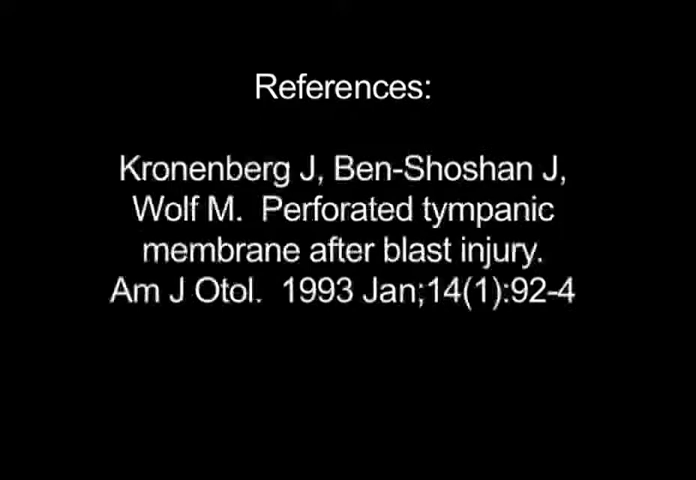 References:
Kronenberg J, Ben-Shoshan J,
Wolf M.  Perforated tympanic
membrane after blast injury.
Am J Otol.  1993 Jan;14(1):92-4